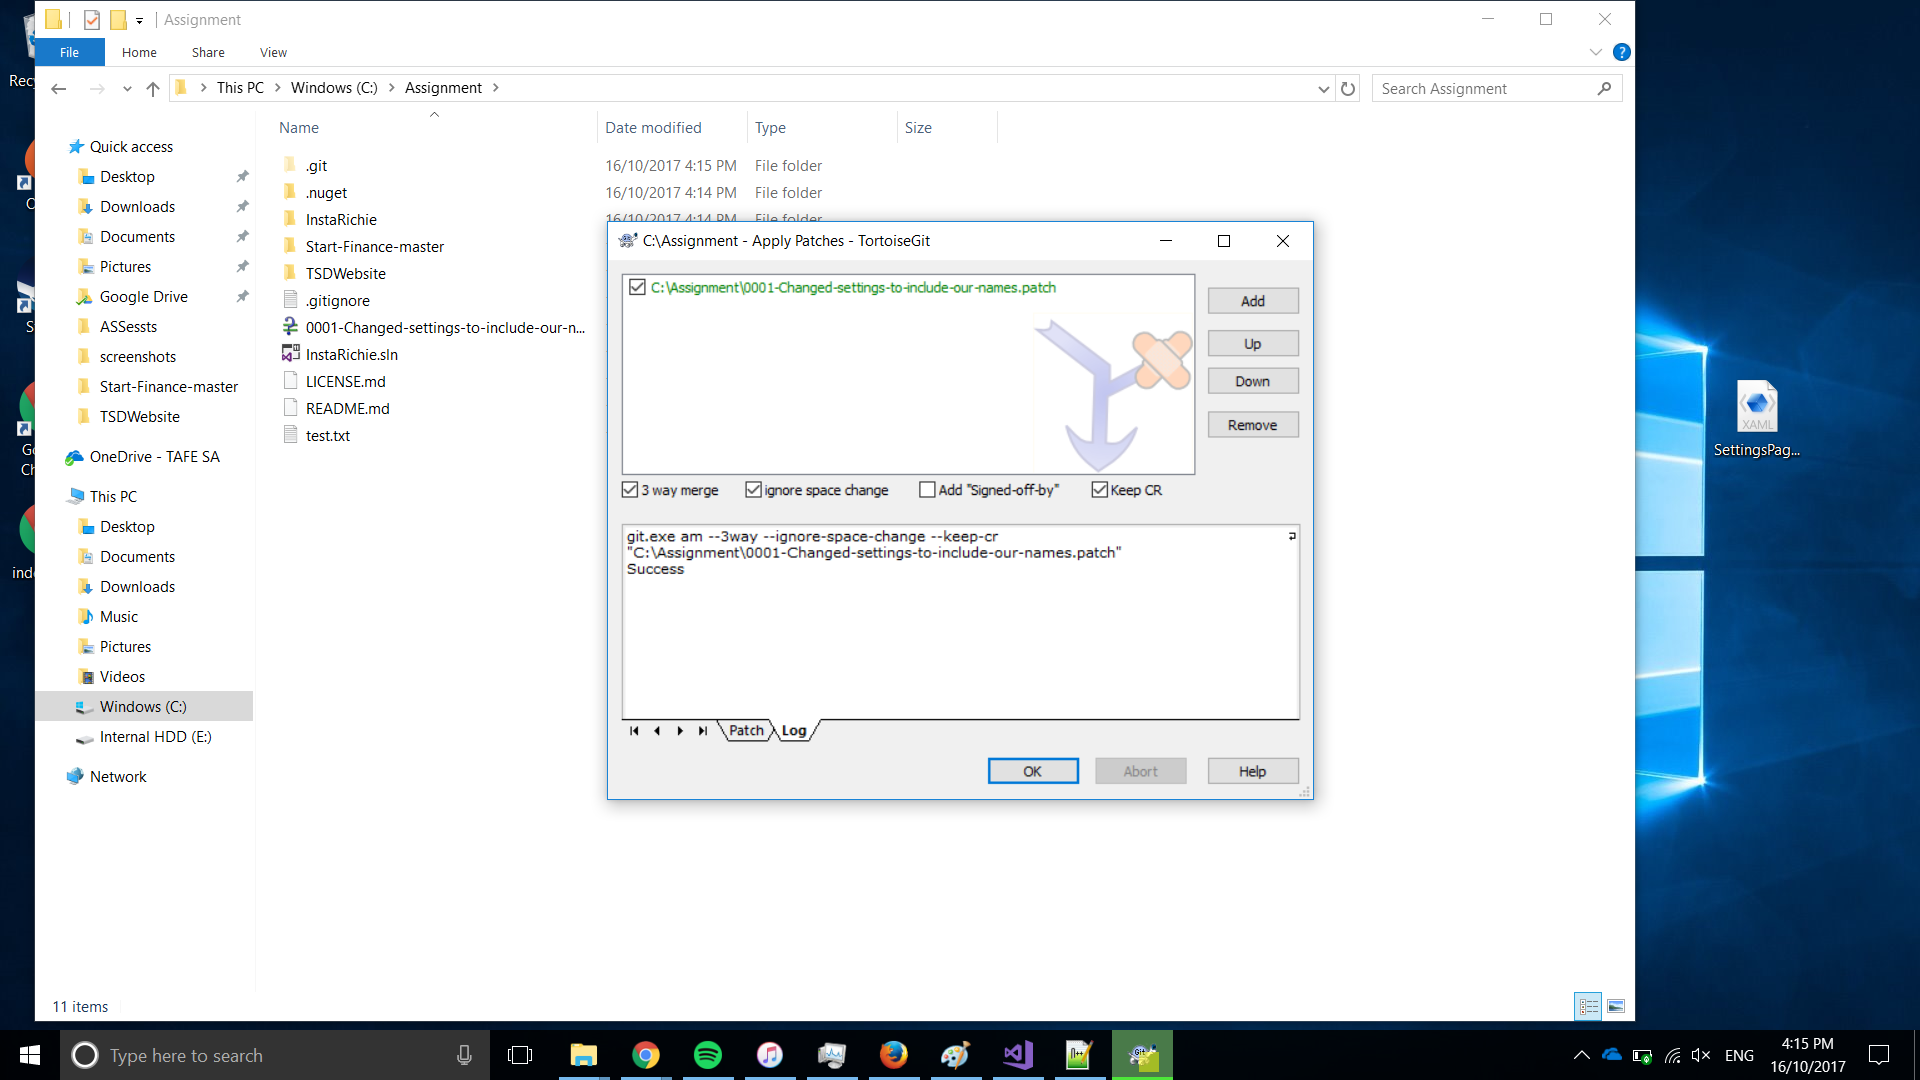 Assignment
File
Home
Share
View
This PC
Windows (C:)
Assignment
Search Assignment
Name
Date modified
Type
Size
Quick access
Desktop
Downloads
Documents
Pictures
Google Drive
ASSessts
screenshots
Start-Finance-master
TSDWebsite
OneDrive - TAFE SA
This PC
Desktop
Documents
Downloads
Music
Pictures
Videos
Windows (C:)
Internal HDD (E:)
Network
.git 16/10/2017 4:15 PM File folder
.nuget 16/10/2017 4:14 PM File folder
InstaRichie 16/10/2017 4:14 PM File folder
Start-Finance-master
TSDWebsite
.gitignore
0001-Changed-settings-to-include-our-n...
InstaRichie.sln
LICENSE.md
README.md
test.txt
C:\Assignment - Apply Patches - TortoiseGit
C:\Assignment\0001-Changed-settings-to-include-our-names.patch
Add
Up
Down
Remove
3 way merge
ignore space change
Add "Signed-off-by"
Keep CR
git.exe am --3way --ignore-space-change --keep-cr
"C:\Assignment\0001-Changed-settings-to-include-our-names.patch"
Success
Patch
Log
OK
Abort
Help
11 items
XAML
SettingsPag...
Type here to search
ENG
4:15 PM
16/10/2017